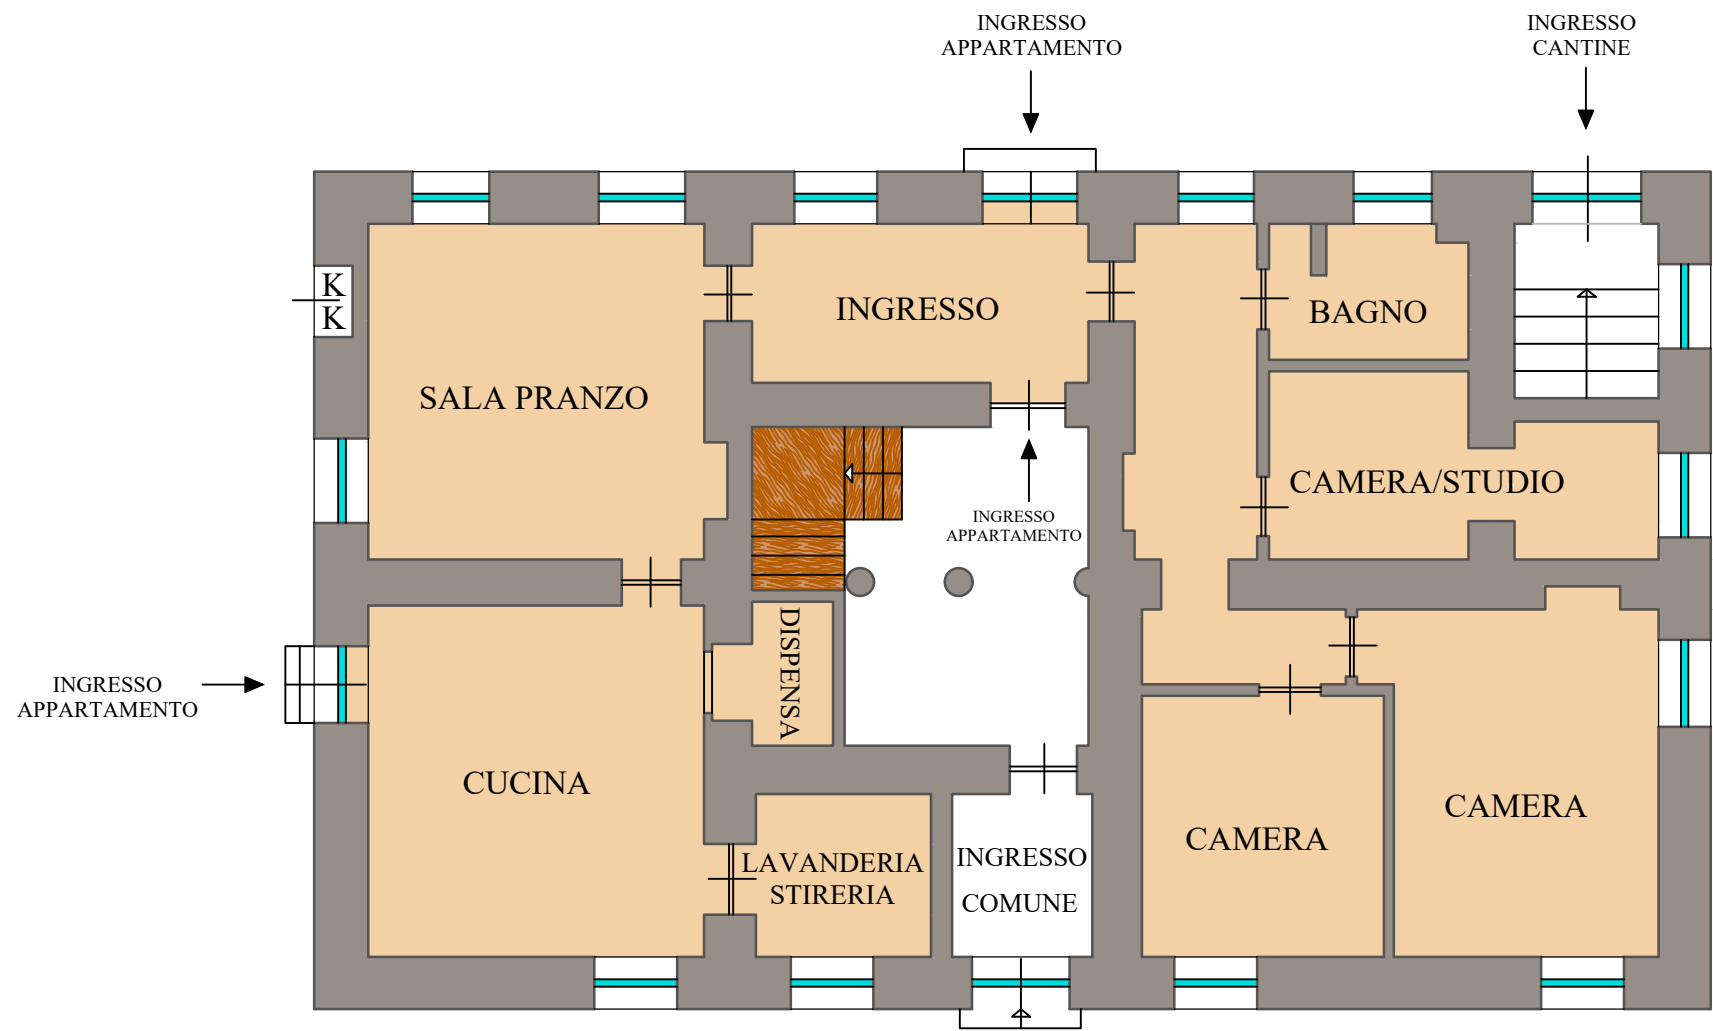 INGRESSO
APPARTAMENTO
INGRESSO
CANTINE
K
K
INGRESSO
BAGNO
SALA PRANZO
CAMERA/STUDIO
INGRESSO
APPARTAMENTO
DISPENSA
INGRESSO
APPARTAMENTO
CUCINA
CAMERA
CAMERA
LAVANDERIA
STIRERIA
INGRESSO
COMUNE